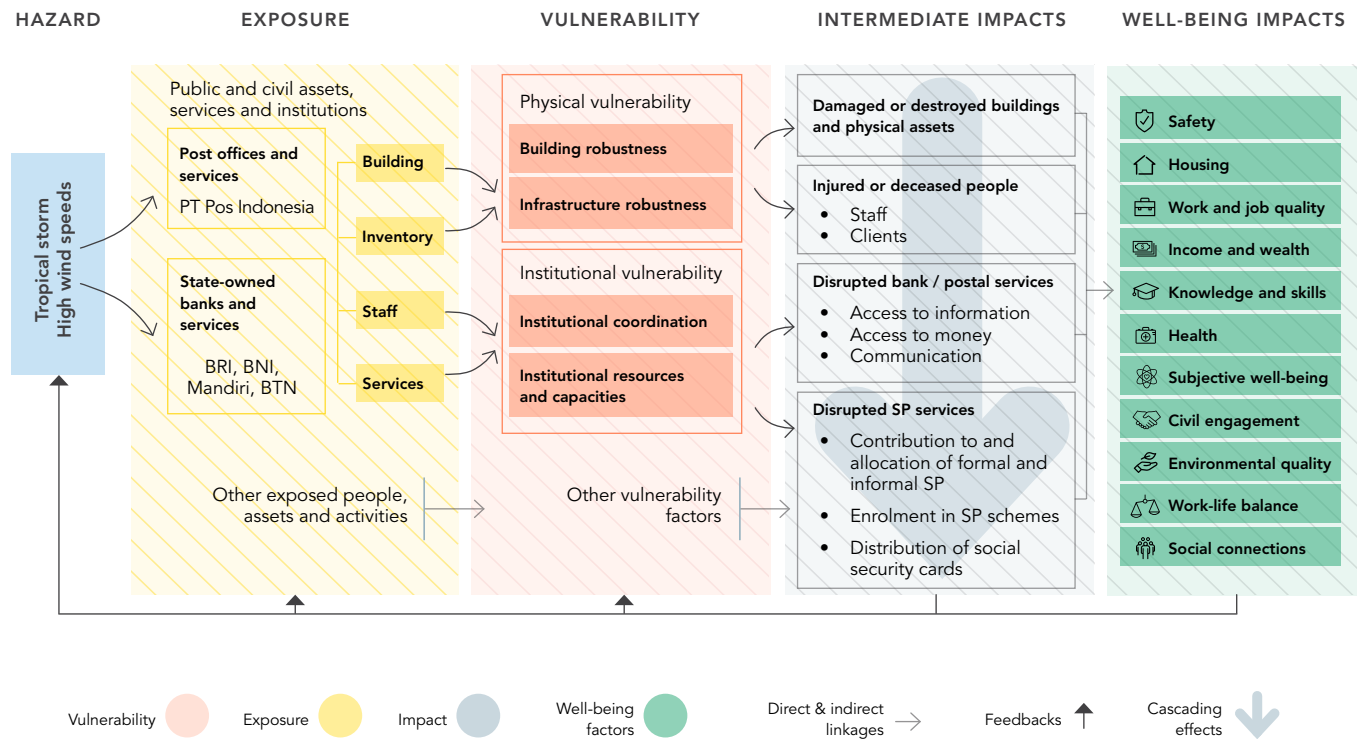 HAZARD
EXPOSURE
VULNERABILITY
INTERMEDIATE IMPACTS
WELL-BEING IMPACTS
Tropical storm
High wind speeds
Public and civil assets,
services and institutions
Post offices and
services
PT Pos Indonesia
State-owned
banks and
services
BRI, BNI,
Mandiri, BTN
Building
Inventory
Staff
Services
Other exposed people,
assets and activities
Physical vulnerability
Building robustness
Infrastructure robustness
Institutional vulnerability
Institutional coordination
Institutional resources
and capacities
Other vulnerability
factors
Damaged or destroyed buildings
and physical assets
Injured or deceased people
• Staff
• Clients
Disrupted bank / postal services
• Access to information
• Access to money
• Communication
Disrupted SP services
• Contribution to and
allocation of formal and
informal SP
• Enrolment in SP schemes
• Distribution of social
security cards
Safety
Housing
Work and job quality
Income and wealth
Knowledge and skills
Health
Subjective well-being
Civil engagement
Environmental quality
Work-life balance
Social connections
Vulnerability
Exposure
Impact
Well-being
factors
Direct & indirect
linkages
Feedbacks
Cascading
effects